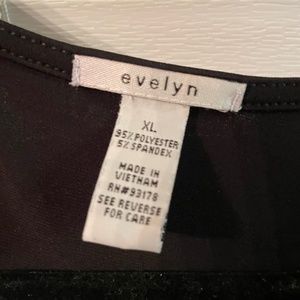 evelyn
XL
95%POLYESTER
5%SPANDEX
MADE IN
VIETNAM
RN#93178
SEE REVERSE
FOR CARE